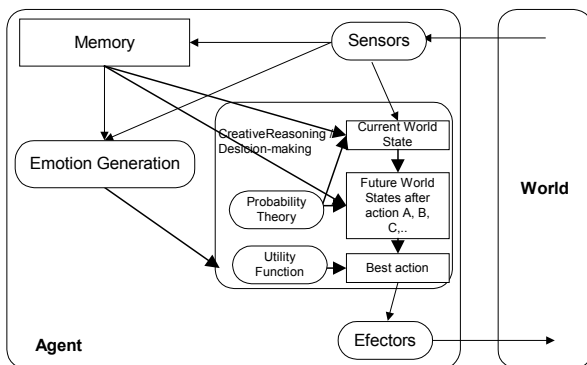 Memory
Sensors
CreativeReasoning /
Desicion-making
Current World
State
Emotion Generation
Probability
Theory
Future World
States after
action A, B,
C,..
World
Utility
Function
Best action
Agent
Efectors